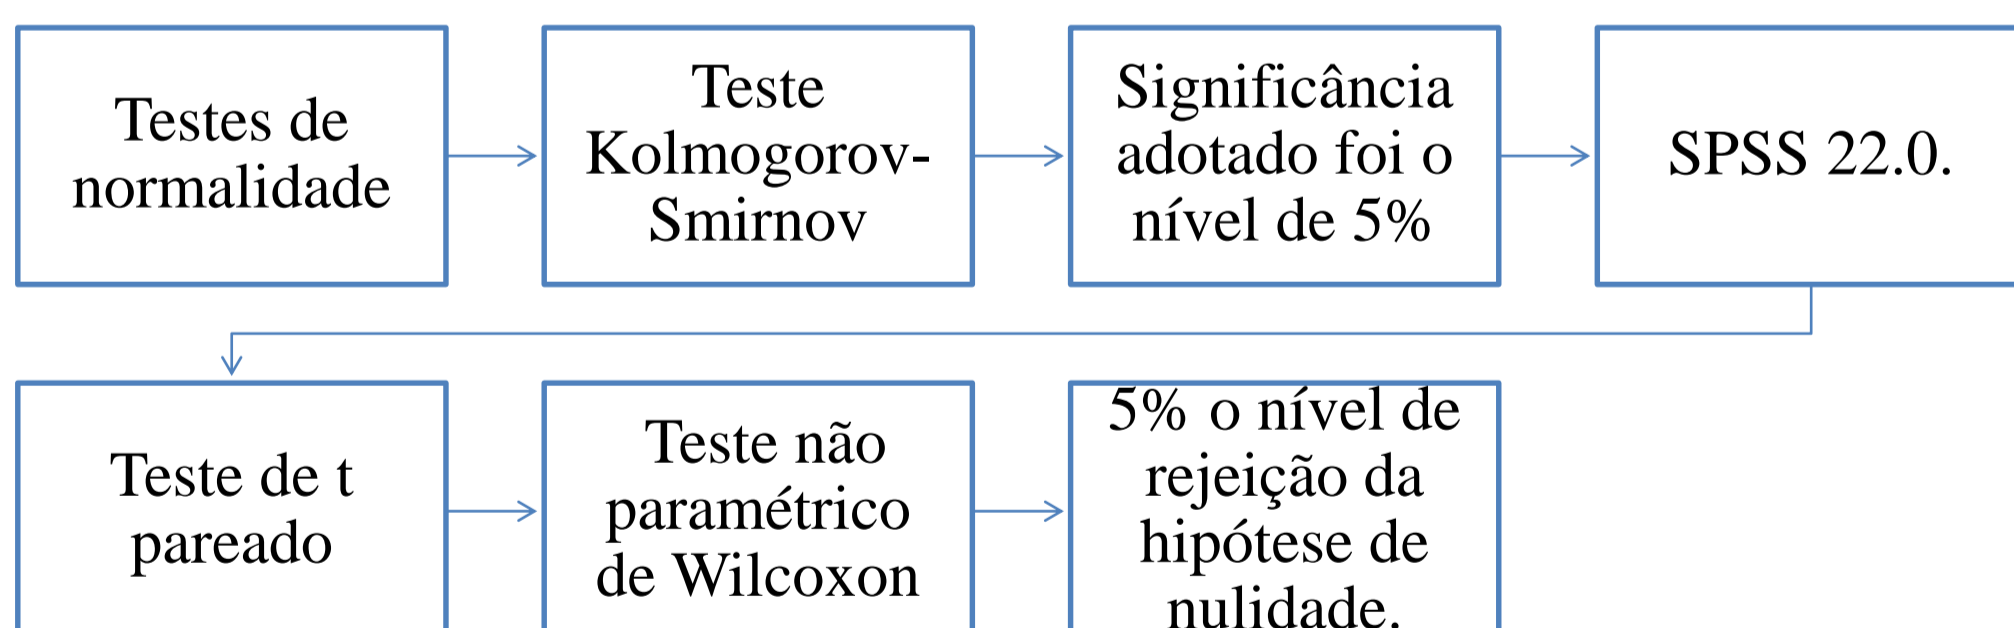 Testes de
normalidade
Teste
Kolmogorov-
Smirnov
Significância
adotado foi o
nível de 5%
SPSS 22.0.
Teste de t
pareado
Teste não
paramétrico
de Wilcoxon
5% o nível de
rejeição da
hipótese de
nulidade.